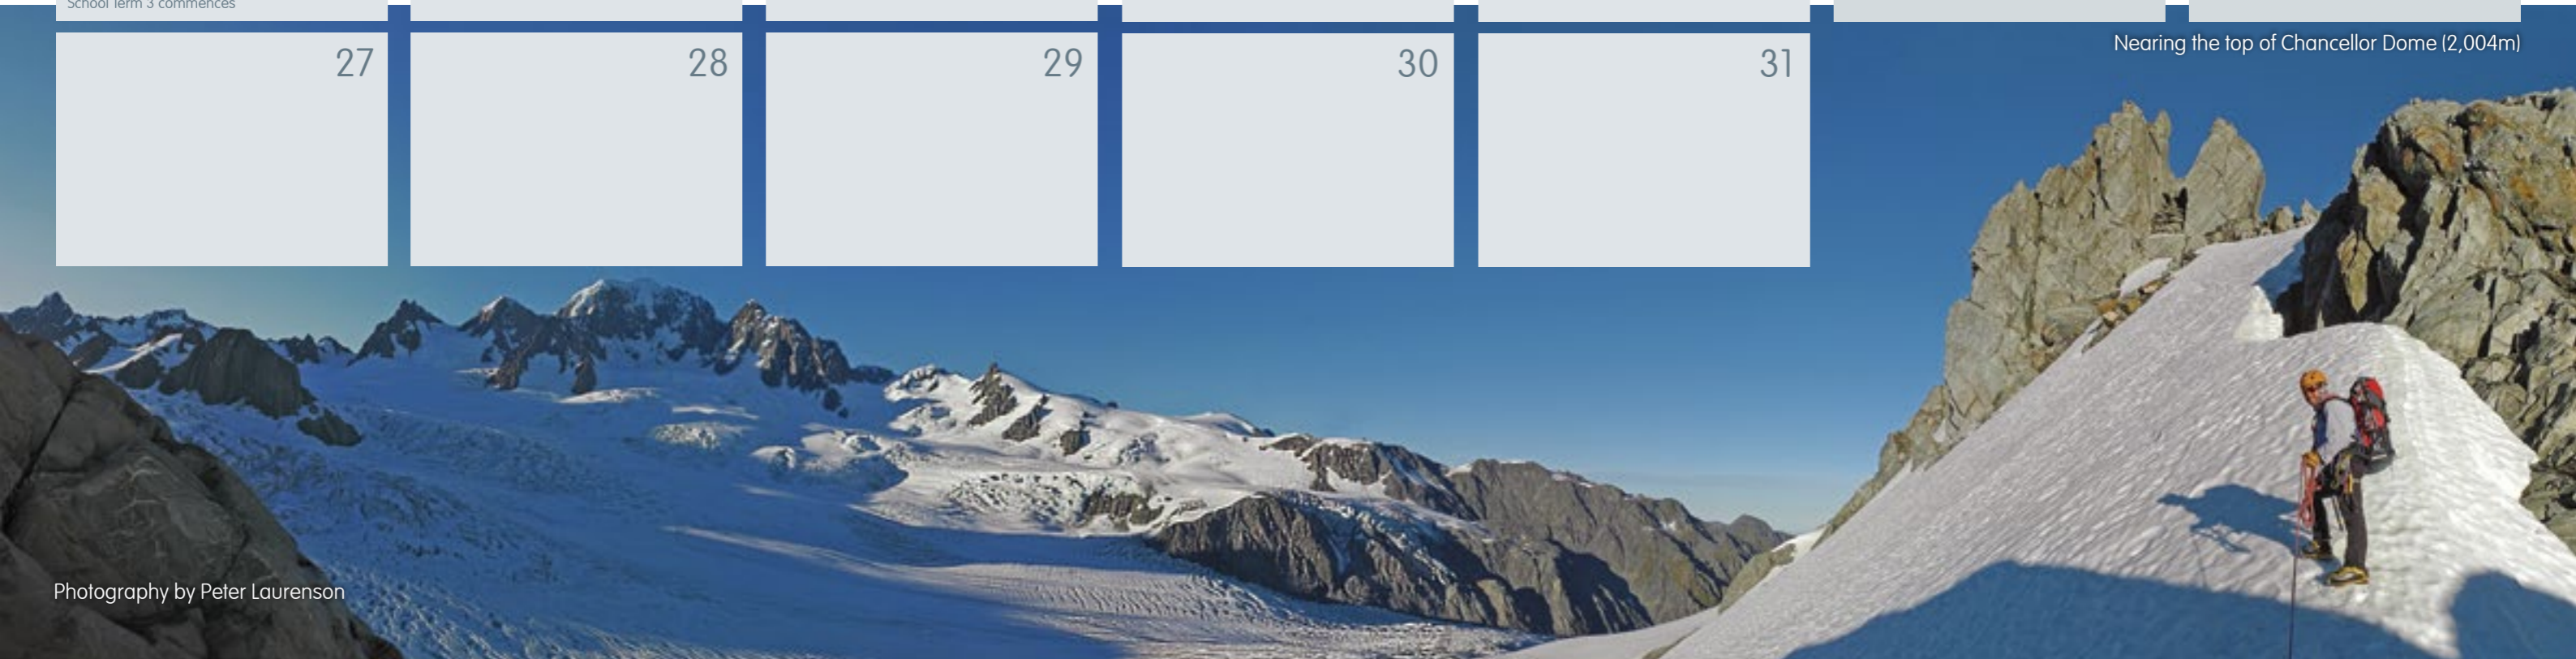 School Term 3 commences
27 28 29 30 31
Nearing the top of Chancellor Dome (2,004m)
Photography by Peter Laurenson